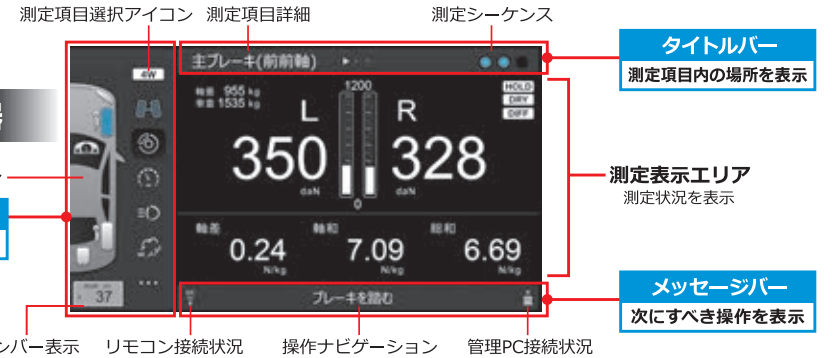 測定項目選択アイコン 測定項目詳細 測定シーケンス
タイトルバー
測定項目内の場所を表示
主ブレーキ(前前軸)
4W
955 kg
1535 kg
1200
HOLD
DRY
DIFF
L R
350 328
daN daN
0
測定表示エリア
測定状況を表示
軸差 軸和 総和
0.24 7.09 6.69
N/kg N/kg N/kg
37
ブレーキを踏む
メッセージバー
次にすべき操作を表示
ンバー表示 リモコン接続状況 操作ナビゲーション 管理PC接続状況